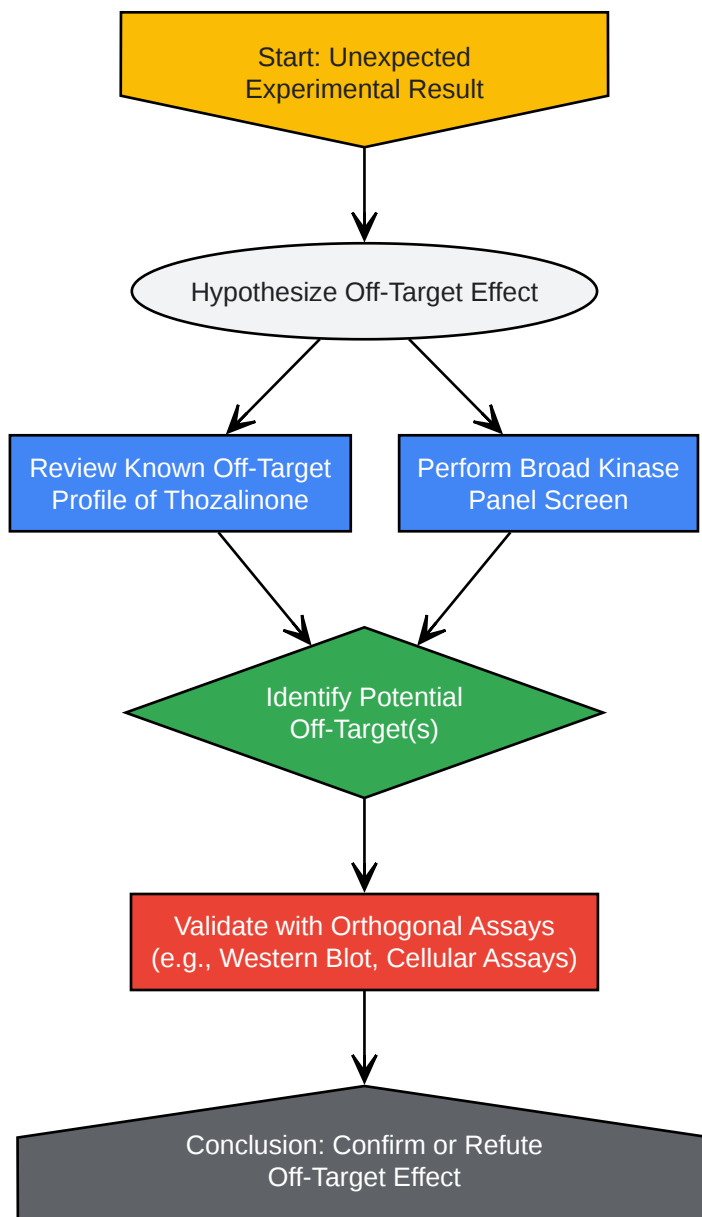 Start: Unexpected
Experimental Result
Hypothesize Off-Target Effect
Review Known Off-Target
Profile of Thozalinone
Perform Broad Kinase
Panel Screen
Identify Potential
Off-Target(s)
Validate with Orthogonal Assays
(e.g., Western Blot, Cellular Assays)
Conclusion: Confirm or Refute
Off-Target Effect